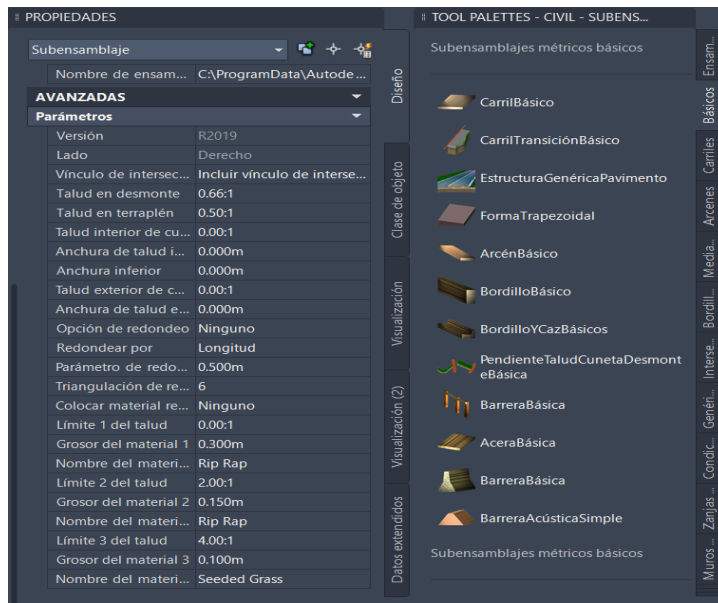 PROPIEDADES
Subensamblaje
Nombre de ensam... C:\ProgramData\Autode...
AVANZADAS
Parámetros
Versión R2019
Lado Derecho
Vínculo de intersec... Incluir vínculo de interse...
Talud en desmonte 0.66:1
Talud en terraplén 0.50:1
Talud interior de cu... 0.00:1
Anchura de talud i... 0.000m
Anchura inferior 0.000m
Talud exterior de c... 0.00:1
Anchura de talud e... 0.000m
Opción de redondeo Ninguno
Redondear por Longitud
Parámetro de redo... 0.500m
Triangulación de re... 6
Colocar material re... Ninguno
Límite 1 del talud 0.00:1
Grosor del material 1 0.300m
Nombre del materi... Rip Rap
Límite 2 del talud 2.00:1
Grosor del material 2 0.150m
Nombre del materi... Rip Rap
Límite 3 del talud 4.00:1
Grosor del material 3 0.100m
Nombre del materi... Seeded Grass
Diseño
Clase de objeto
Visualización
Visualización (2)
Datos extendidos
TOOL PALETTES - CIVIL - SUBENS...
Subensamblajes métricos básicos
CarrilBásico
CarrilTransiciónBásico
EstructuraGenéricaPavimento
FormaTrapezoidal
ArcénBásico
BordilloBásico
BordilloYCazBásicos
PendienteTaludCunetaDesmont
eBásica
BarreraBásica
AceraBásica
BarreraBásica
BarreraAcústicaSimple
Subensamblajes métricos básicos
Ensam...
Básicos
Carriles
Arcenes
Media...
Bordill...
Interse...
Genéri...
Condic...
Zanjas ...
Muros ...